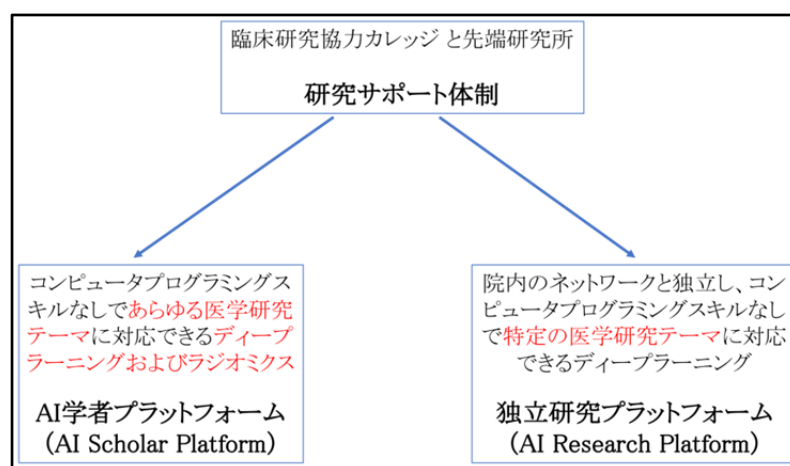 臨床研究協力カレッジ と先端研究所
研究サポート体制
コンピュータプログラミングス
キルなしであらゆる医学研究
テーマに対応できるディープ
ラーニングおよびラジオミクス
AI学者プラットフォーム
(AI Scholar Platform)
院内のネットワークと独立し、コン
ピュータプログラミングスキルなし
で特定の医学研究テーマに対応
できるディープラーニング
独立研究プラットフォーム
(AI Research Platform)